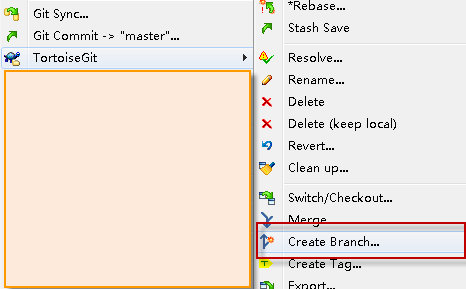 Git Sync...
Git Commit -> "master"...
TortoiseGit
*Rebase...
Stash Save
Resolve...
Rename...
Delete
Delete (keep local)
Revert...
Clean up...
Switch/Checkout...
Merge...
Create Branch...
Create Tag...
Export...